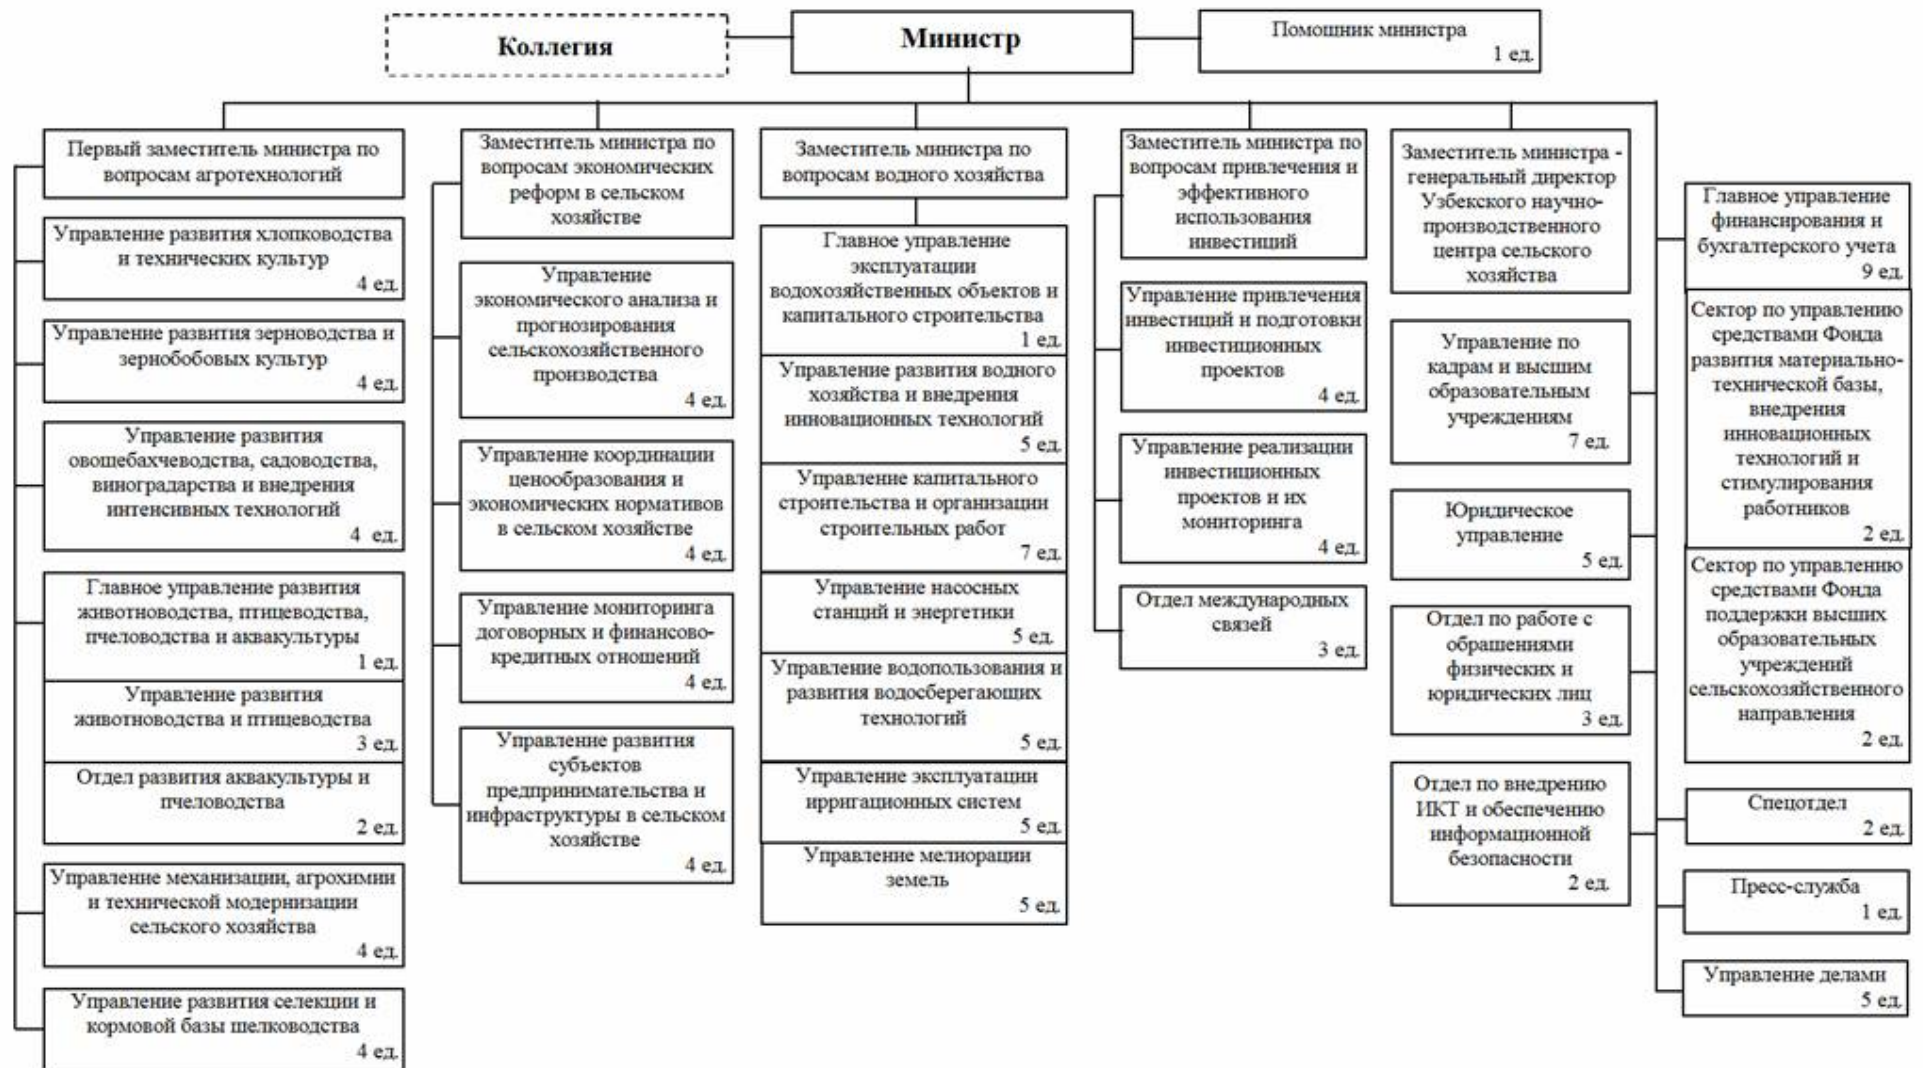 Коллегия
Министр
Помощник министра
1 ед.
Первый заместитель министра по
вопросам агротехнологий
Управление развития хлопководства
и технических культур
4 ед.
Управление развития зерноводства и
зернобобовых культур
4 ед.
Управление развития
овошебахчеводства, садоводства,
виноградарства и внедрения
интенсивных технологий
4 ед.
Главное управление развития
животноводства, птицеводства,
пчеловодства и аквакультуры
1 ед.
Управление развития
животноводства и птицеводства
3 ед.
Отдел развития аквакультуры и
пчеловодства
2 ед.
Управление механизации, агрохимии
и технической модернизации
сельского хозяйства
4 ед.
Управление развития селекции и
кормовой базы шелководства
4 ед.
Заместитель министра по
вопросам экономических
реформ в сельском
хозяйстве
Управление
экономического анализа и
прогнозирования
сельскохозяйственного
производства
4 ед.
Управление координации
ценообразования и
экономических нормативов
в сельском хозяйстве
4 ед.
Управление мониторинга
договорных и финансово-
кредитных отношений
4 ед.
Управление развития
субъектов
предпринимательства и
инфраструктуры в сельском
хозяйстве
4 ед.
Заместитель министра по
вопросам водного хозяйства
Главное управление
эксплуатации
водохозяйственных объектов и
капитального строительства
1 ед.
Управление развития водного
хозяйства и внедрения
инновационных технологий
5 ед.
Управление капитального
строительства и организации
строительных работ
7 ед.
Управление насосных
станций и энергетики
5 ед.
Управление водопользования и
развития водосберегающих
технологий
5 ед.
Управление эксплуатации
ирригационных систем
5 ед.
Управление мелиорации
земель
5 ед.
Заместитель министра по
вопросам привлечения и
эффективного
использования
инвестиций
Управление привлечения
инвестиций и подготовки
инвестиционных
проектов
4 ед.
Управление реализации
инвестиционных
проектов и их
мониторинга
4 ед.
Отдел международных
связей
3 ед.
Заместитель министра -
генеральный директор
Узбекского научно-
производственного
центра сельского
хозяйства
Управление по
кадрам и высшим
образовательным
учреждениям
7 ед.
Юридическое
управление
5 ед.
Отдел по работе с
обращениями
физических и
юридических лиц
3 ед.
Отдел по внедрению
ИКТ и обеспечению
информационной
безопасности
2 ед.
Главное управление
финансирования и
бухгалтерского учета
9 ед.
Сектор по управлению
средствами Фонда
развития материально-
технической базы,
внедрения
инновационных
технологий и
стимулирования
работников
2 ед.
Сектор по управлению
средствами Фонда
поддержки высших
образовательных
учреждений
сельскохозяйственного
направления
2 ед.
Спецотдел
2 ед.
Пресс-служба
1 ед.
Управление делами
5 ед.